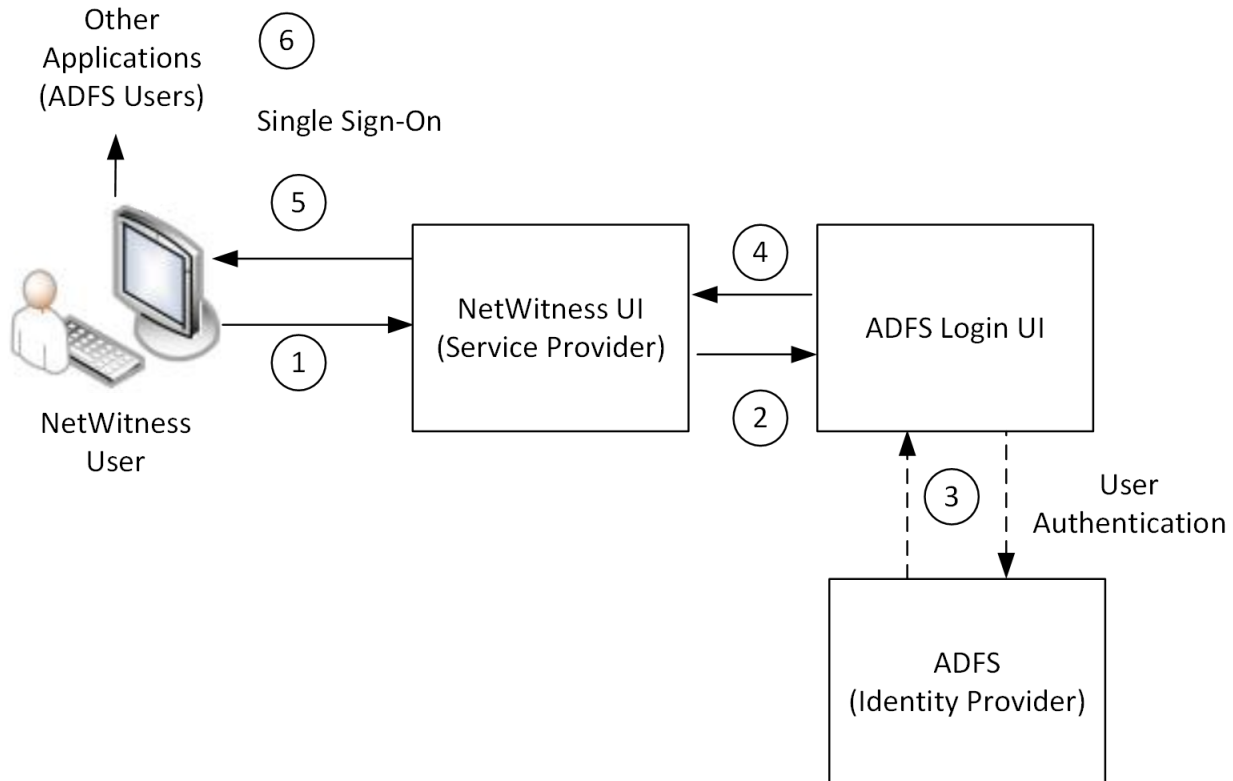 Other
Applications
(ADFS Users)
6
Single Sign-On
5
4
NetWitness UI
(Service Provider)
ADFS Login UI
1
2
NetWitness
User
3
User
Authentication
ADFS
(Identity Provider)